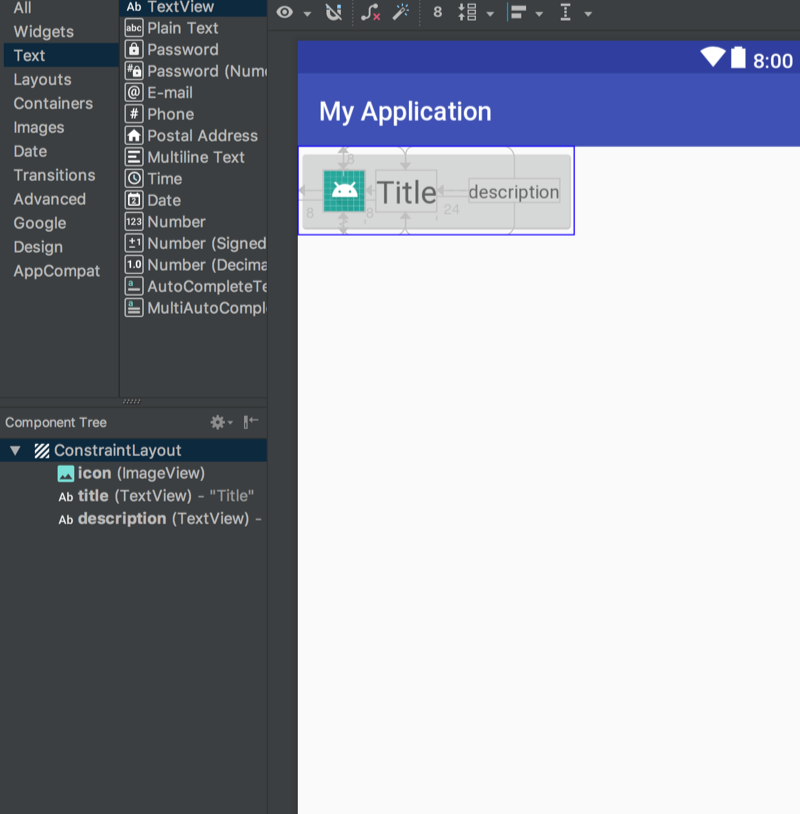 All
Widgets
Text
Layouts
Containers
Images
Date
Transitions
Advanced
Google
Design
AppCompat
Ab TextView
abc Plain Text
Password
# Password (Nume
@ E-mail
# Phone
Postal Address
Multiline Text
Time
7 Date
123 Number
±1 Number (Signed
1.0 Number (Decima
a AutoCompleteTe
a MultiAutoComple
8
8:00
My Application
8
Title
description
8
8
24
Component Tree
ConstraintLayout
icon (ImageView)
Ab title (TextView) - "Title"
Ab description (TextView) -